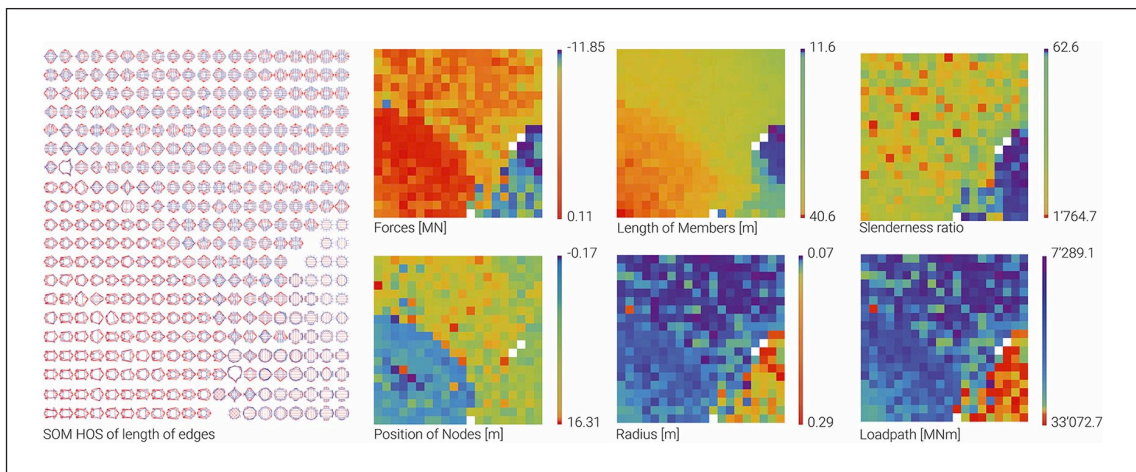 -11.85
0.11
Forces [MN]
11.6
40.6
Length of Members [m]
62.6
1'764.7
Slenderness ratio
SOM HOS of length of edges
-0.17
16.31
Position of Nodes [m]
0.07
0.29
Radius [m]
7'289.1
33'072.7
Loadpath [MNm]